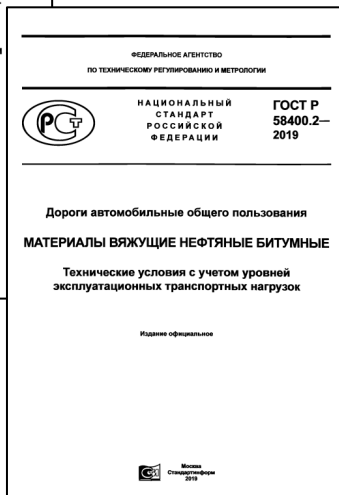 ФЕДЕРАЛЬНОЕ АГЕНТСТВО
ПО ТЕХНИЧЕСКОМУ РЕГУЛИРОВАНИЮ И МЕТРОЛОГИИ
НАЦИОНАЛЬНЫЙ
СТАНДАРТ
РОССИЙСКОЙ
ФЕДЕРАЦИИ
ГОСТ Р
58400.2—
2019
Дороги автомобильные общего пользования
МАТЕРИАЛЫ ВЯЖУЩИЕ НЕФТЯНЫЕ БИТУМНЫЕ
Технические условия с учетом уровней
эксплуатационных транспортных нагрузок
Издание официальное
Москва
Стандартинформ
2019